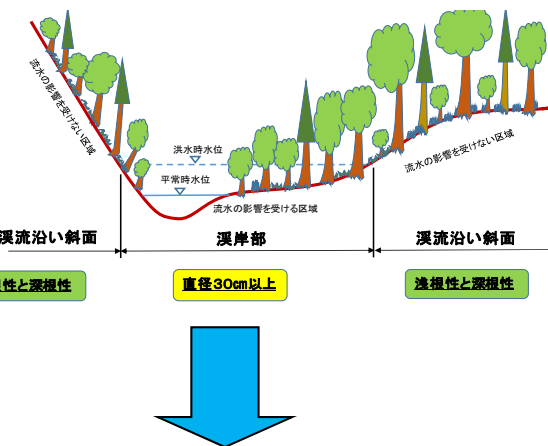 流水の影響を受けない区域
洪水時水位
平常時水位
流水の影響を受ける区域
流水の影響を受けない区域
渓流沿い斜面
渓岸部
渓流沿い斜面
性と深根性
直径30cm以上
浅根性と深根性